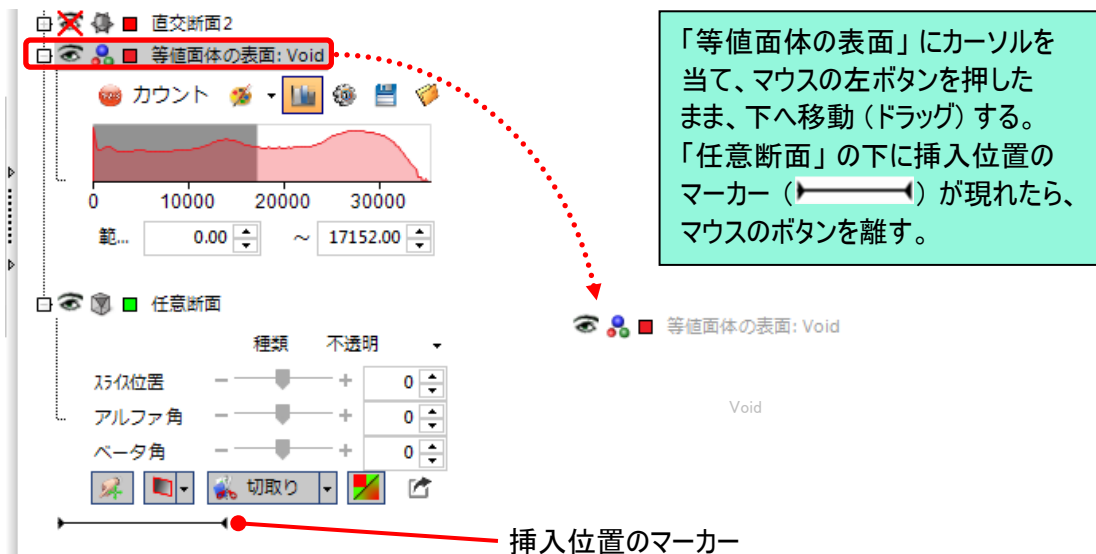 直交断面2
等値面体の表面: Void
カウント
0 10000 20000 30000
範... 0.00 ～ 17152.00
任意断面
種類 不透明
ｽﾗｲｽ位置 0
アルファ角 0
ベータ角 0
切取り
挿入位置のマーカー
「等値面体の表面」にカーソルを
当て、マウスの左ボタンを押した
まま、下へ移動（ドラッグ）する。
「任意断面」の下に挿入位置の
マーカー（ ）が現れたら、
マウスのボタンを離す。
等値面体の表面: Void
Void